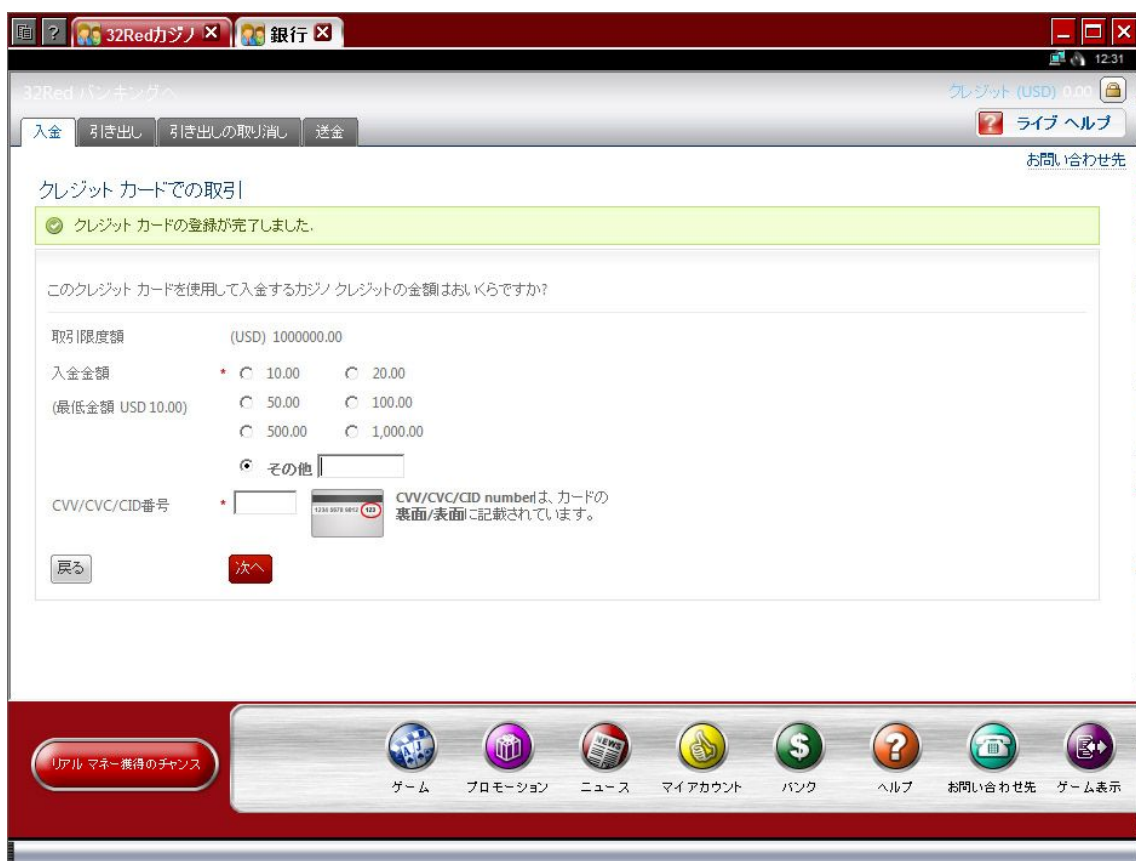 32Redカジノ
銀行
12:31
32Red バンキングへ
クレジット (USD) 0.00
入金
引き出し
引き出しの取り消し
送金
ライブ ヘルプ
お問い合わせ先
クレジット カードでの取引
クレジット カードの登録が完了しました.
このクレジット カードを使用して入金するカジノ クレジットの金額はおいくらですか?
取引限度額 (USD) 1000000.00
入金金額 * 10.00 20.00
(最低金額 USD 10.00) 50.00 100.00
500.00 1,000.00
その他
CVV/CVC/CID番号 *
1234 5678 9012 123
CVV/CVC/CID numberは、カードの
裏面/表面に記載されています。
戻る
次へ
リアル マネー獲得のチャンス
NEWS
ゲーム
プロモーション
ニュース
マイアカウント
バンク
ヘルプ
お問い合わせ先
ゲーム表示